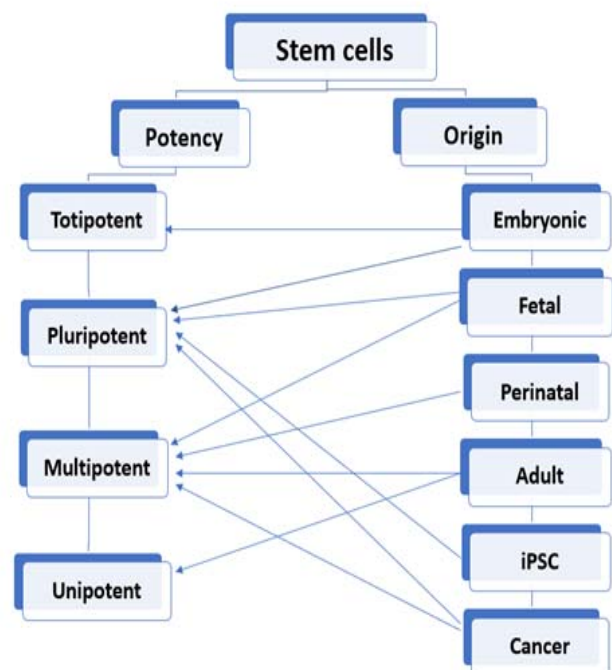 Stem cells
Potency
Origin
Totipotent
Embryonic
Pluripotent
Fetal
Perinatal
Multipotent
Adult
Unipotent
iPSC
Cancer